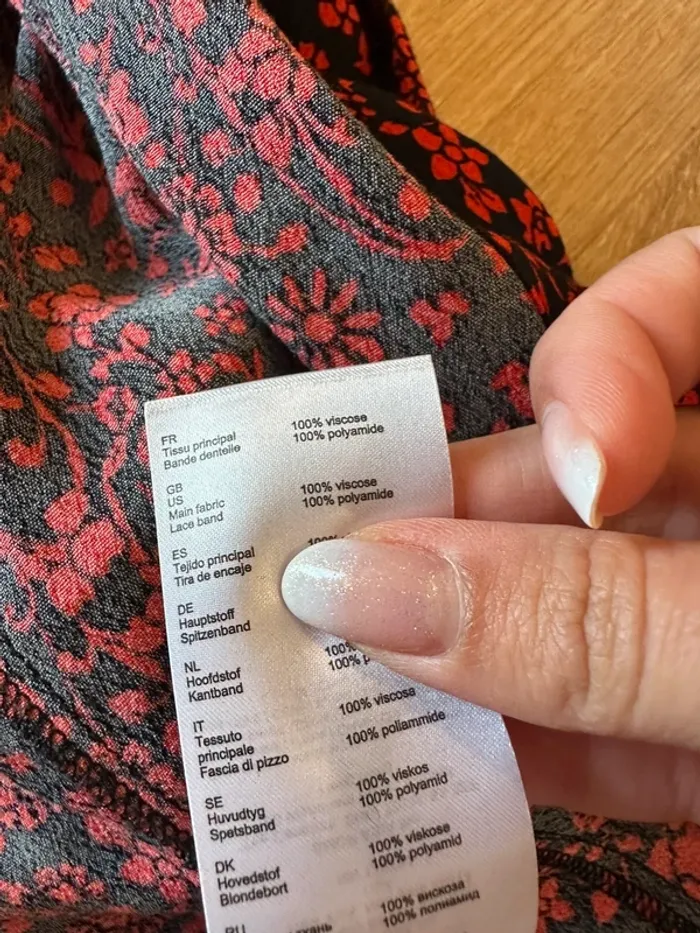 FR
Tissu principal 100% viscose
Bande dentelle 100% polyamide
GB
US
Main fabric 100% viscose
Lace band 100% polyamide
ES
Tejido principal
Tira de encaje
DE
Hauptstoff
Spitzenband
NL
Hoofdstof
Kantband
IT
Tessuto 100% viscosa
principale
Fascia di pizzo 100% poliammide
SE
Huvudtyg 100% viskos
Spetsband 100% polyamid
DK
Hovedstof 100% viskose
Blondebort 100% polyamid
RU
100% вискоза
100% полиамид